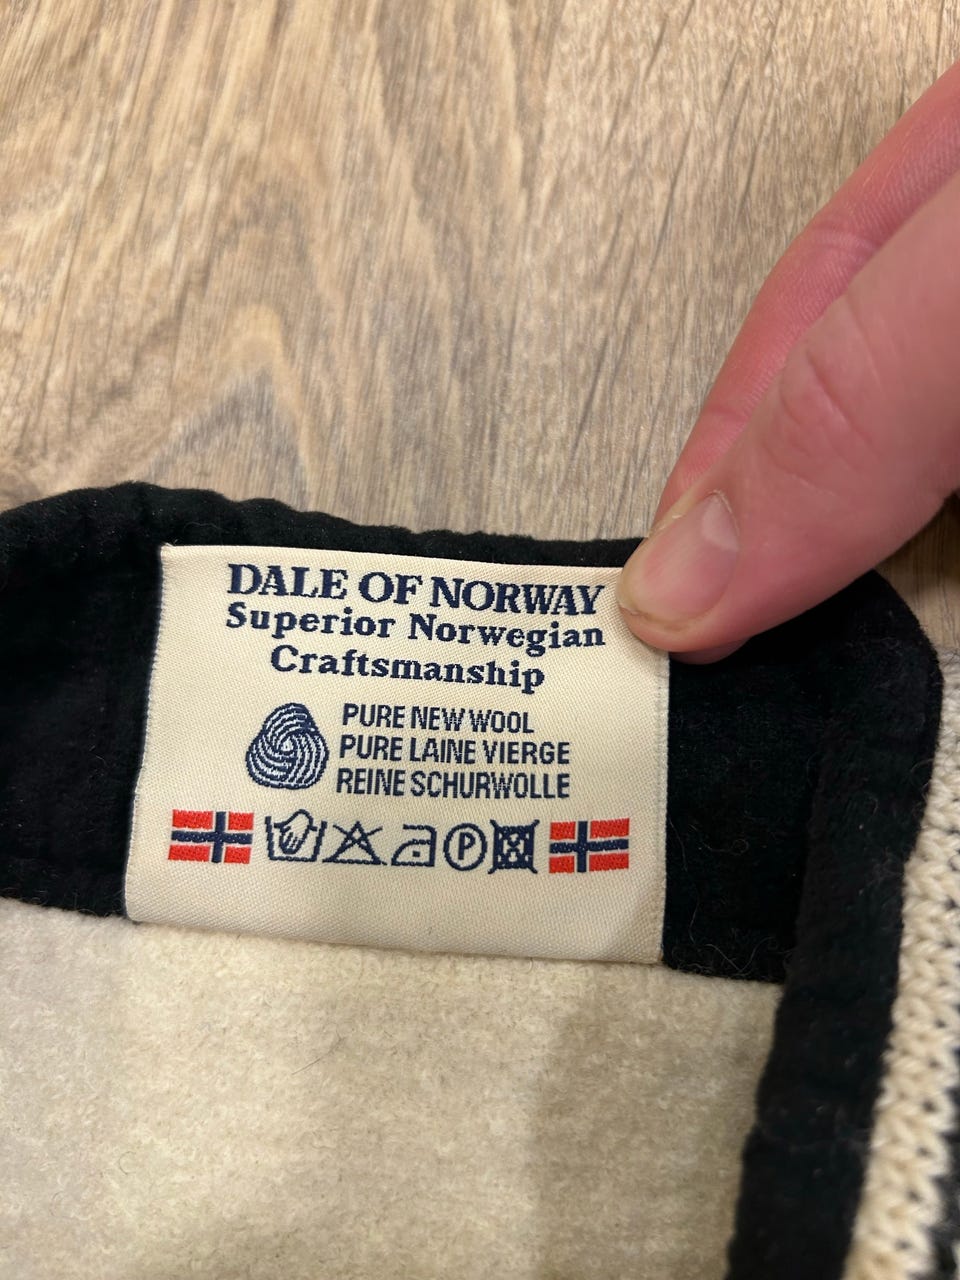 DALE OF NORWAY
Superior Norwegian
Craftsmanship
PURE NEW WOOL
PURE LAINE VIERGE
REINE SCHURWOLLE
P